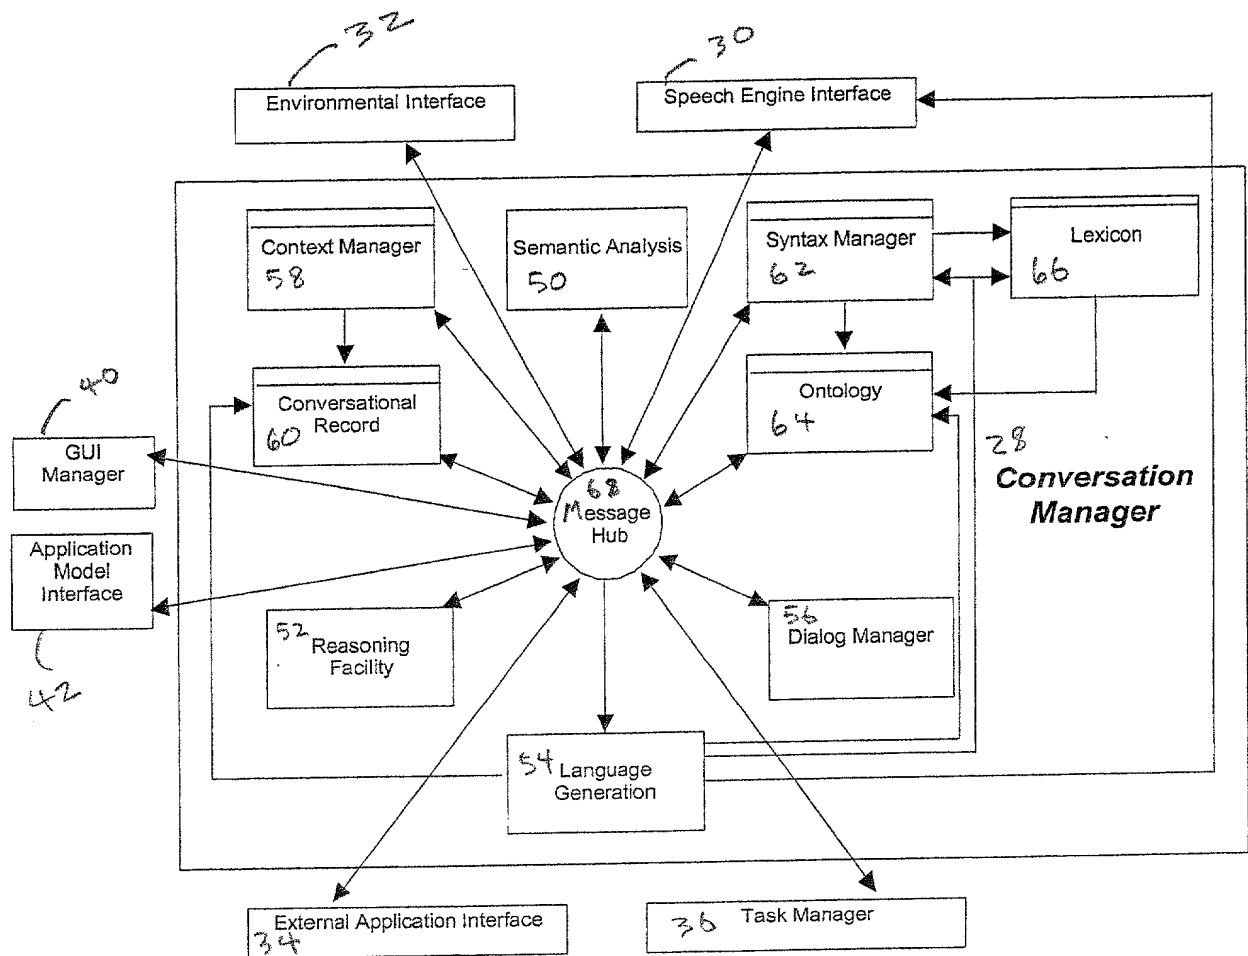 32
30
Environmental Interface
Speech Engine Interface
Context Manager
58
Semantic Analysis
50
Syntax Manager
62
Lexicon
66
40
GUI
Manager
Conversational
Record
60
Ontology
64
28
Conversation
Manager
68
Message
Hub
Application
Model
Interface
42
52
Reasoning
Facility
56
Dialog Manager
54 Language
Generation
External Application Interface
34
36 Task Manager